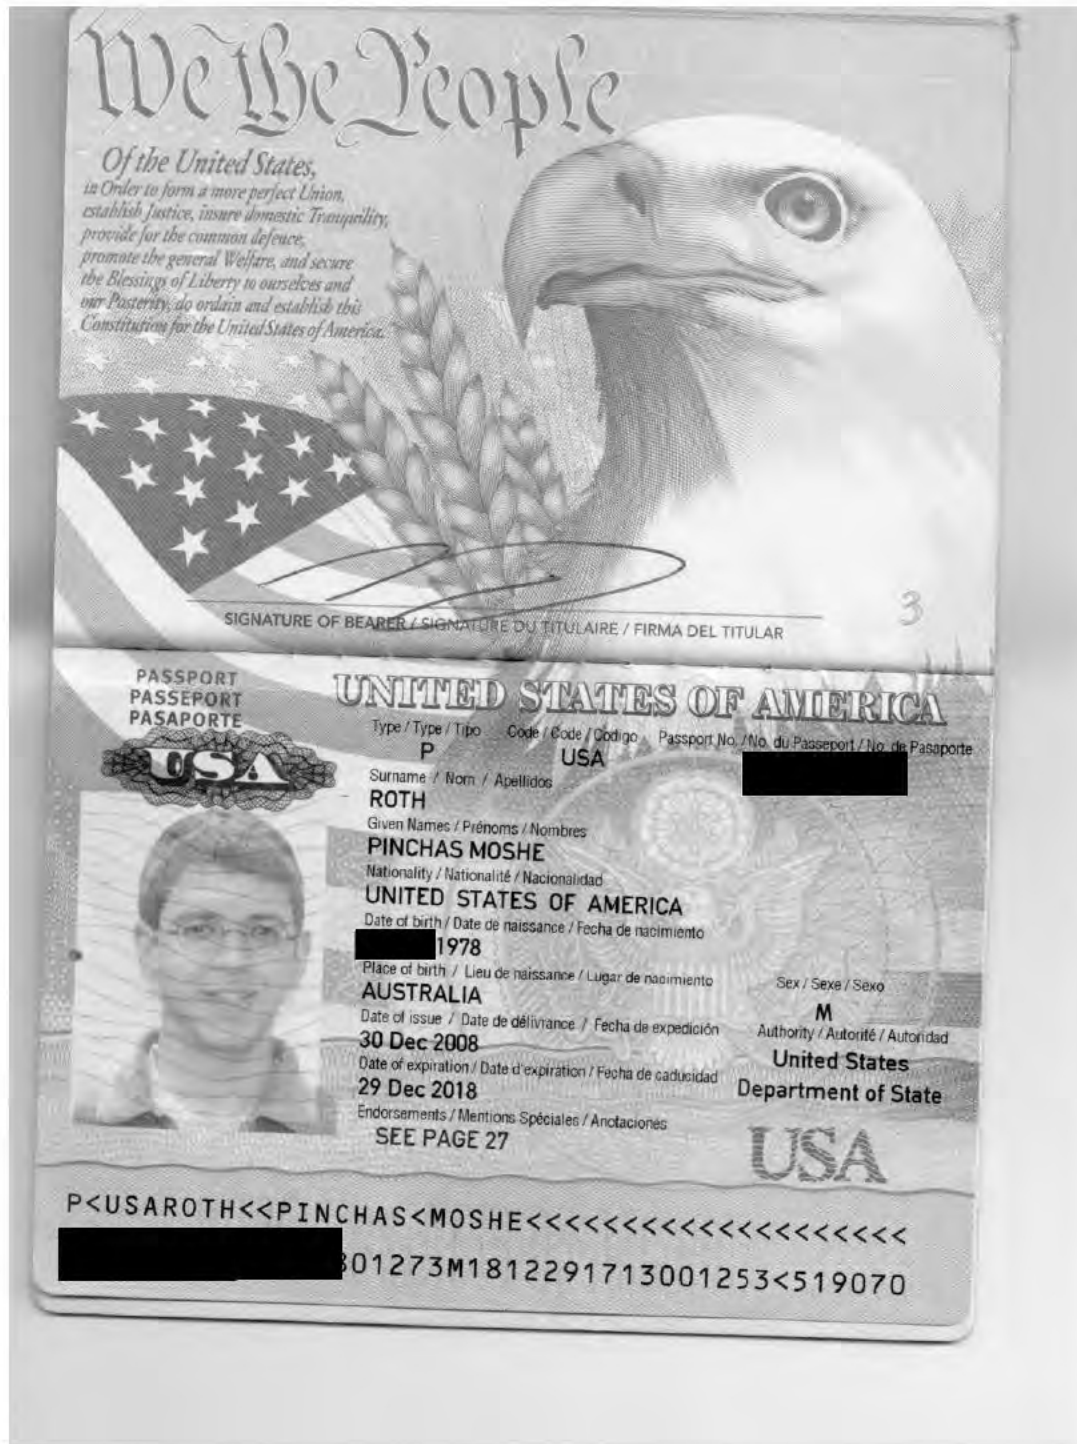 We the People
Of the United States,
in Order to form a more perfect Union,
establish Justice, insure domestic Tranquility,
provide for the common defence,
promote the general Welfare, and secure
the Blessings of Liberty to ourselves and
our Posterity, do ordain and establish this
Constitution for the United States of America.
SIGNATURE OF BEARER / SIGNATURE DU TITULAIRE / FIRMA DEL TITULAR
3
PASSPORT
PASSEPORT
PASAPORTE
USA
UNITED STATES OF AMERICA
Type / Type / Tipo Code / Code / Codigo Passport No. / No. du Passeport / No. de Pasaporte
P USA
Surname / Nom / Apellidos
ROTH
Given Names / Prénoms / Nombres
PINCHAS MOSHE
Nationality / Nationalité / Nacionalidad
UNITED STATES OF AMERICA
Date of birth / Date de naissance / Fecha de nacimiento
1978
Place of birth / Lieu de naissance / Lugar de nacimiento
AUSTRALIA
Sex / Sexe / Sexo
M
Date of issue / Date de délivrance / Fecha de expedición
30 Dec 2008
Authority / Autorité / Autoridad
United States
Department of State
Date of expiration / Date d'expiration / Fecha de caducidad
29 Dec 2018
Endorsements / Mentions Spéciales / Anotaciones
SEE PAGE 27
USA
P<USAROTH<<PINCHAS<MOSHE<<<<<<<<<<<<<<<<<<<<
01273M1812291713001253<519070